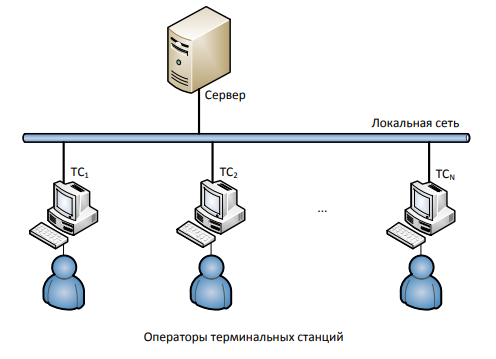 Сервер
Локальная сеть
ТС1
ТС2
ТСN
...
Операторы терминальных станций